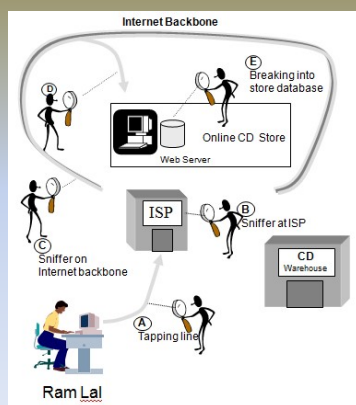 Internet Backbone
E
Breaking into
store database
D
Online CD Store
Web Server
ISP
B
Sniffer at ISP
C
Sniffer on
Internet backbone
CD
Warehouse
A
Tapping line
Ram Lal